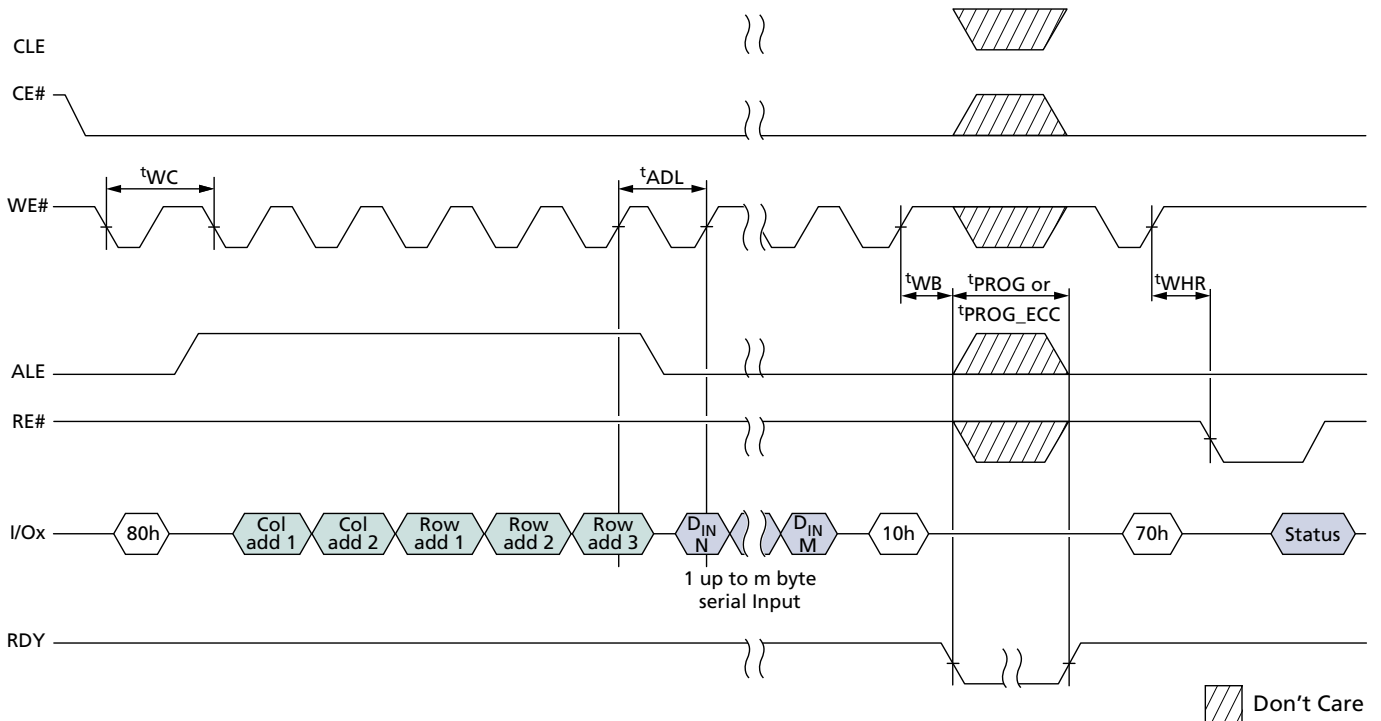 CLE
CE#
tWC
tADL
WE#
tWB
tPROG or
tPROG_ECC
tWHR
ALE
RE#
I/Ox
80h
Col
add 1
Col
add 2
Row
add 1
Row
add 2
Row
add 3
DIN
N
DIN
M
10h
70h
Status
1 up to m byte
serial Input
RDY
Don't Care